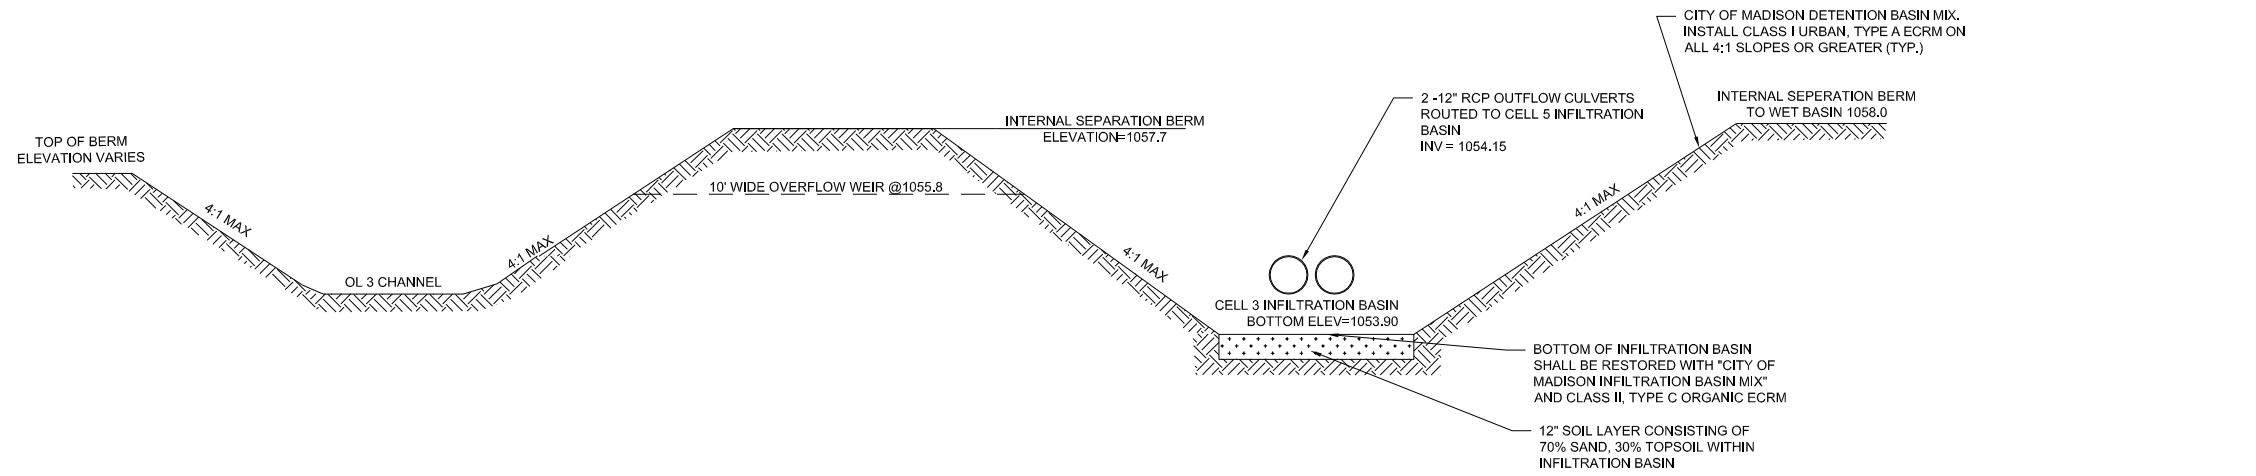 CITY OF MADISON DETENTION BASIN MIX.
INSTALL CLASS I URBAN, TYPE A ECRM ON
ALL 4:1 SLOPES OR GREATER (TYP.)
2 -12" RCP OUTFLOW CULVERTS
ROUTED TO CELL 5 INFILTRATION
BASIN
INV = 1054.15
INTERNAL SEPERATION BERM
TO WET BASIN 1058.0
INTERNAL SEPARATION BERM
ELEVATION=1057.7
TOP OF BERM
ELEVATION VARIES
10' WIDE OVERFLOW WEIR @1055.8
4:1 MAX
4:1 MAX
4:1 MAX
4:1 MAX
OL 3 CHANNEL
CELL 3 INFILTRATION BASIN
BOTTOM ELEV=1053.90
BOTTOM OF INFILTRATION BASIN
SHALL BE RESTORED WITH "CITY OF
MADISON INFILTRATION BASIN MIX"
AND CLASS II, TYPE C ORGANIC ECRM
12" SOIL LAYER CONSISTING OF
70% SAND, 30% TOPSOIL WITHIN
INFILTRATION BASIN